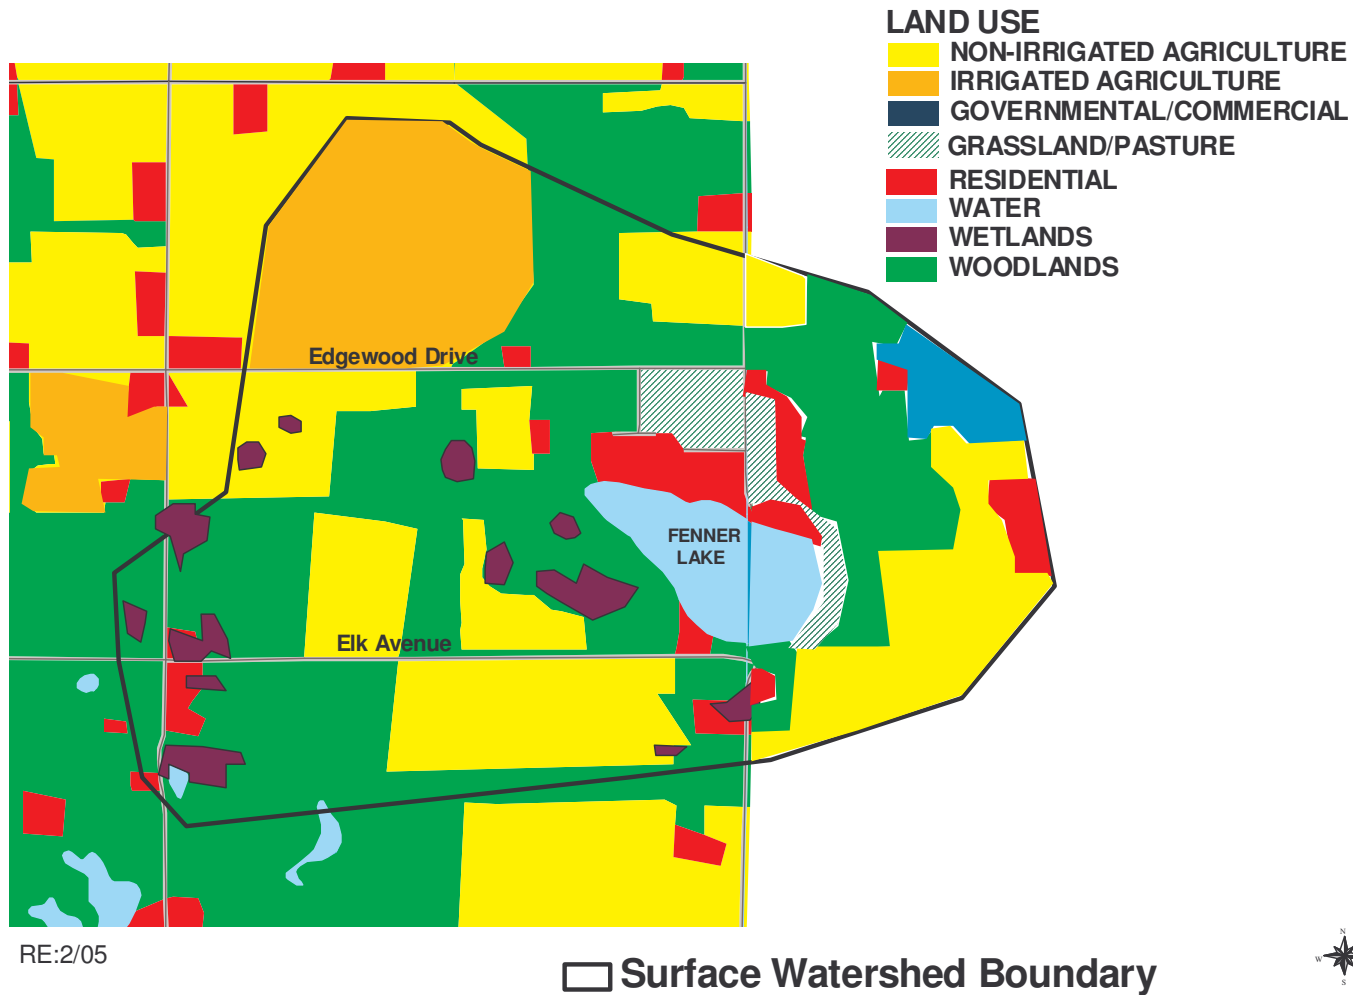 LAND USE
NON-IRRIGATED AGRICULTURE
IRRIGATED AGRICULTURE
GOVERNMENTAL/COMMERCIAL
GRASSLAND/PASTURE
RESIDENTIAL
WATER
WETLANDS
WOODLANDS
Edgewood Drive
FENNER
LAKE
Elk Avenue
RE:2/05
Surface Watershed Boundary
N
W
S